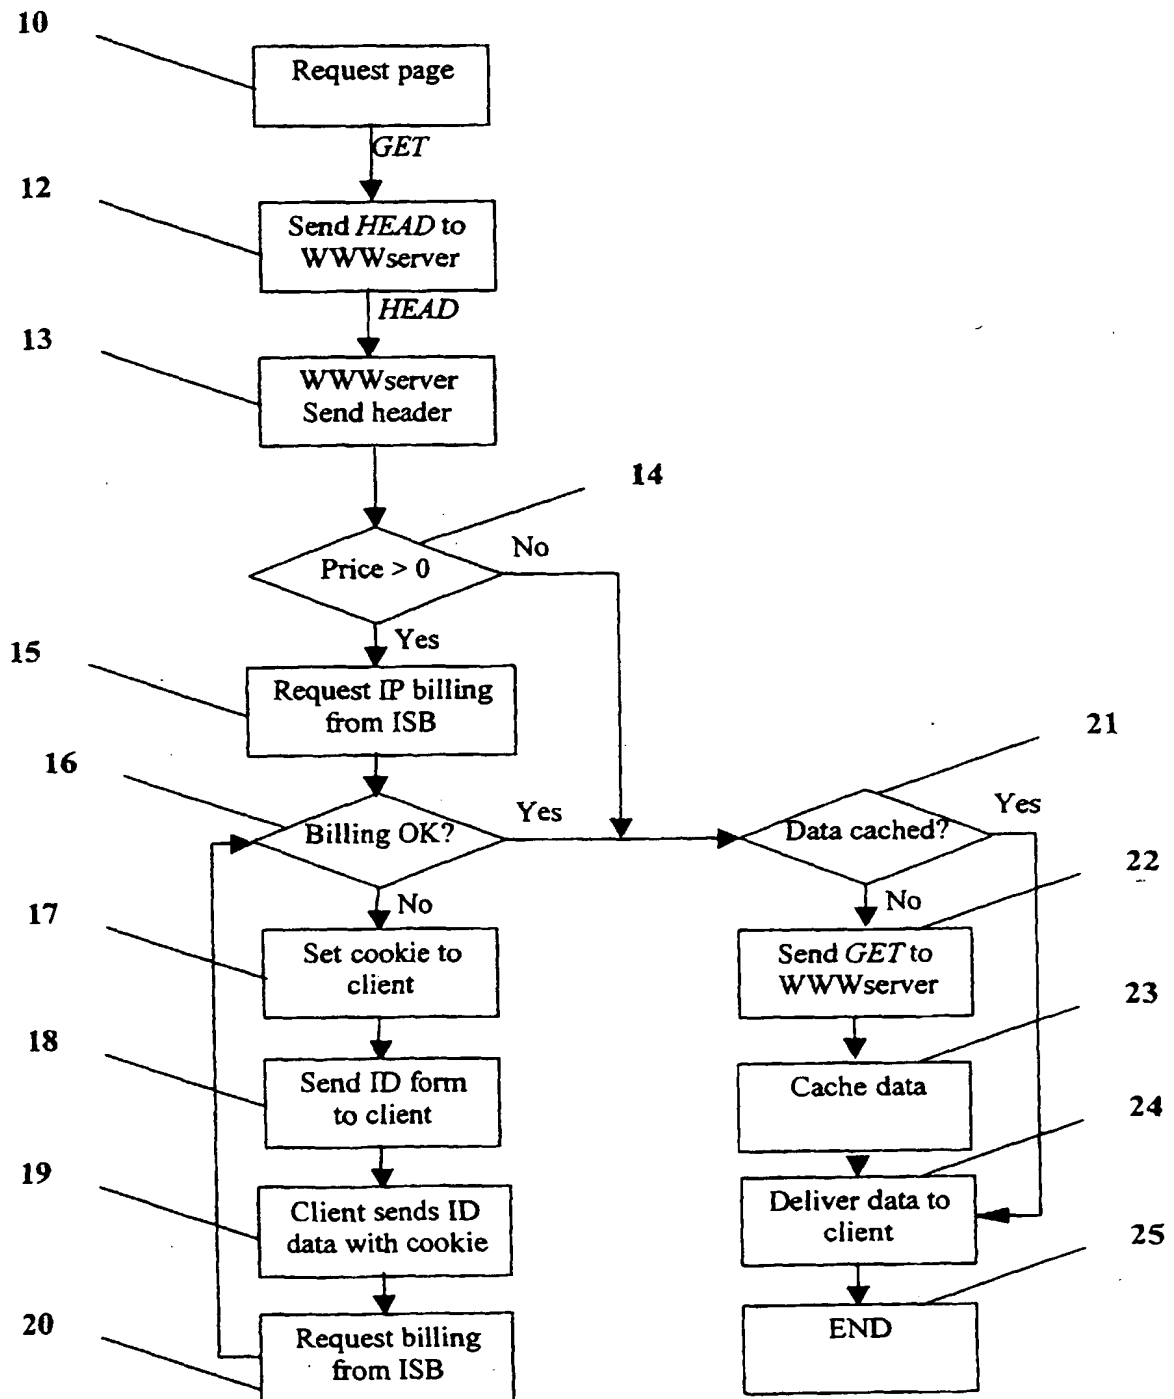 10
Request page
GET
12
Send HEAD to
WWWserver
HEAD
13
WWWserver
Send header
14
Price > 0
No
Yes
15
Request IP billing
from ISB
16
Billing OK?
Yes
No
17
Set cookie to
client
18
Send ID form
to client
19
Client sends ID
data with cookie
20
Request billing
from ISB
21
Data cached?
Yes
No
22
Send GET to
WWWserver
23
Cache data
24
Deliver data to
client
25
END